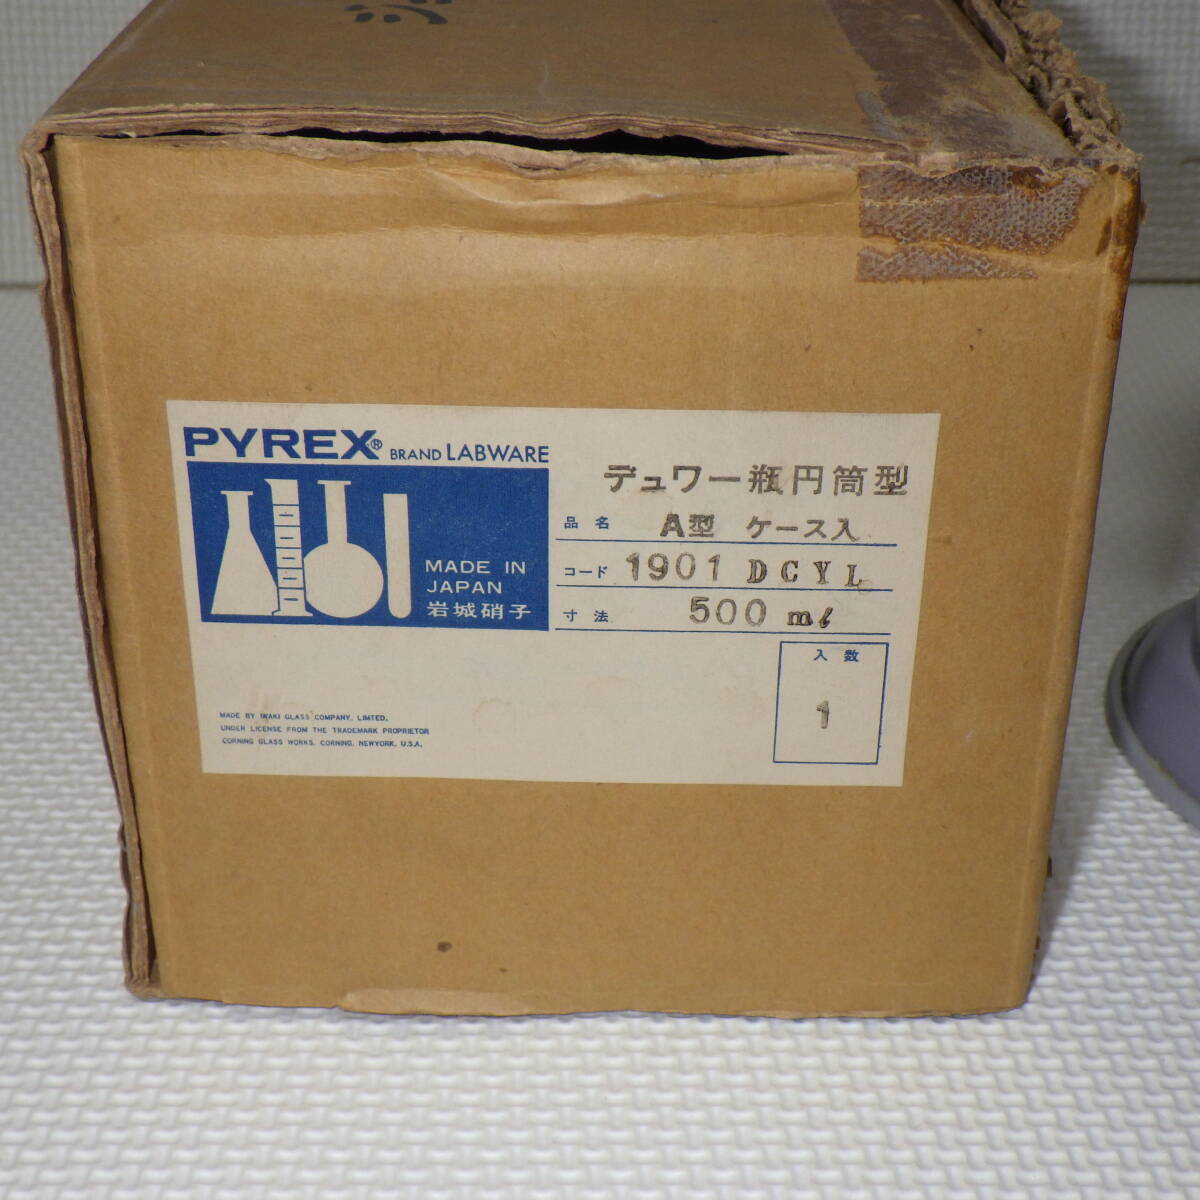 PYREX® BRAND LABWARE
MADE IN
JAPAN
岩城硝子
デュワー瓶円筒型
品名 A型 ケース入
コード 1901 DCYL
寸法 500 mℓ
入数
1
MADE BY IWAKI GLASS COMPANY, LIMTED,
UNDER LICENSE FROM THE TRADEMARK PROPRIETOR
CORNING GLASS WORKS, CORNING, NEWYORK, U.S.A.